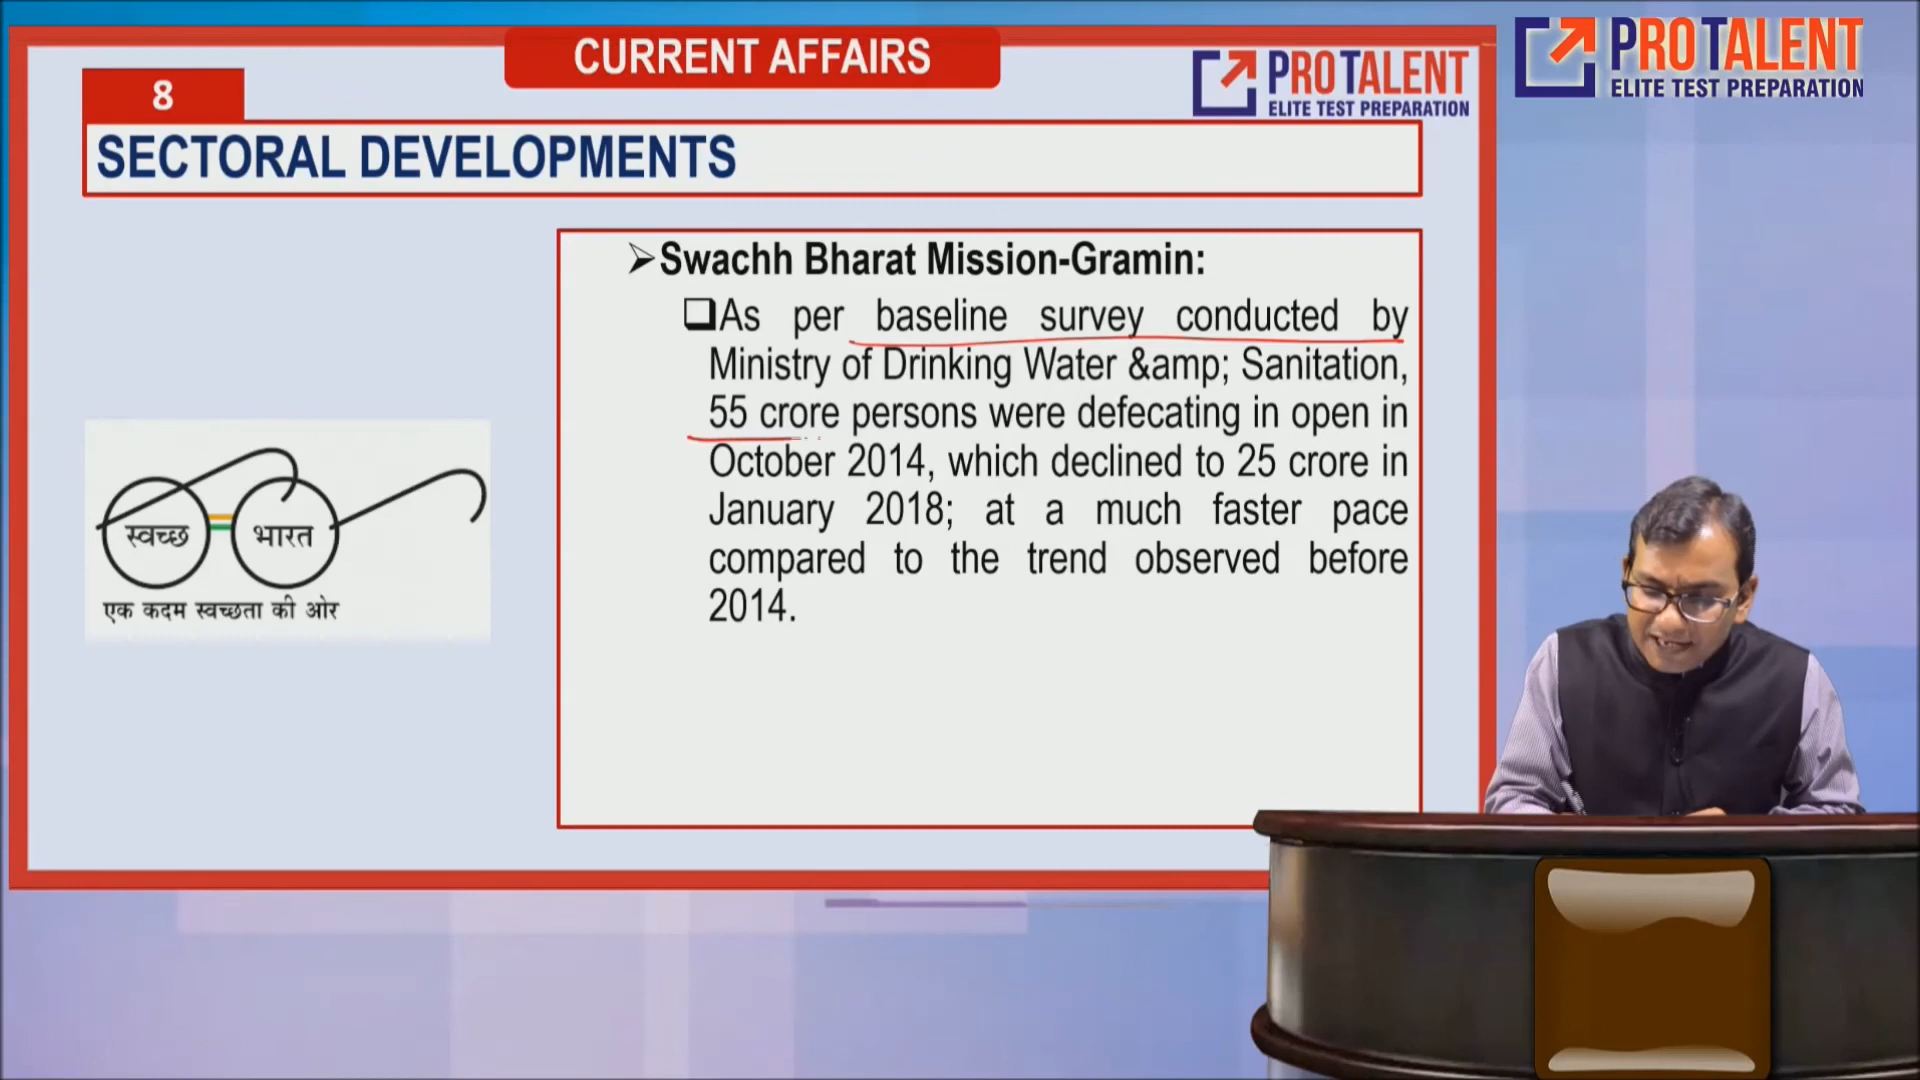 CURRENT AFFAIRS
PROTALENT
ELITE TEST PREPARATION
PROTALENT
ELITE TEST PREPARATION
8
SECTORAL DEVELOPMENTS
➢Swachh Bharat Mission-Gramin:
❑As per baseline survey conducted by
Ministry of Drinking Water &amp; Sanitation,
55 crore persons were defecating in open in
October 2014, which declined to 25 crore in
January 2018; at a much faster pace
compared to the trend observed before
2014.
स्वच्छ भारत
एक कदम स्वच्छता की ओर